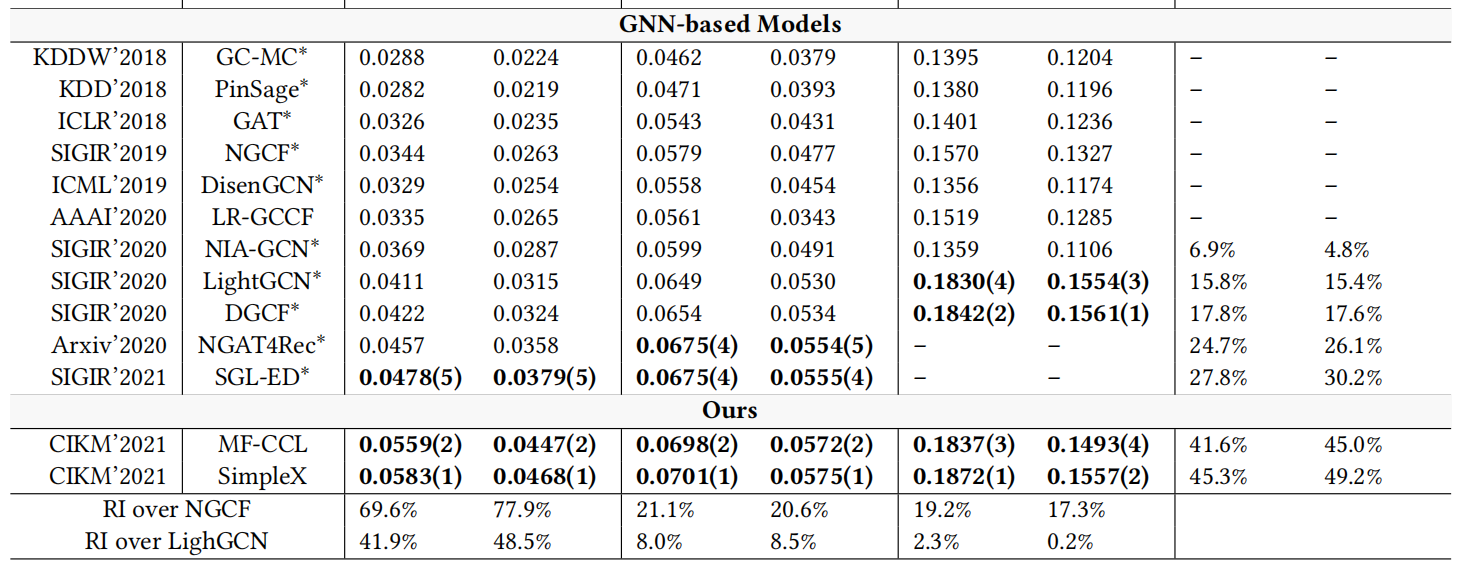 GNN-based Models
KDDW'2018 GC-MC* 0.0288 0.0224 0.0462 0.0379 0.1395 0.1204 – –
KDD'2018 PinSage* 0.0282 0.0219 0.0471 0.0393 0.1380 0.1196 – –
ICLR'2018 GAT* 0.0326 0.0235 0.0543 0.0431 0.1401 0.1236 – –
SIGIR'2019 NGCF* 0.0344 0.0263 0.0579 0.0477 0.1570 0.1327 – –
ICML'2019 DisenGCN* 0.0329 0.0254 0.0558 0.0454 0.1356 0.1174 – –
AAAI'2020 LR-GCCF 0.0335 0.0265 0.0561 0.0343 0.1519 0.1285 – –
SIGIR'2020 NIA-GCN* 0.0369 0.0287 0.0599 0.0491 0.1359 0.1106 6.9% 4.8%
SIGIR'2020 LightGCN* 0.0411 0.0315 0.0649 0.0530 0.1830(4) 0.1554(3) 15.8% 15.4%
SIGIR'2020 DGCF* 0.0422 0.0324 0.0654 0.0534 0.1842(2) 0.1561(1) 17.8% 17.6%
Arxiv'2020 NGAT4Rec* 0.0457 0.0358 0.0675(4) 0.0554(5) – – 24.7% 26.1%
SIGIR'2021 SGL-ED* 0.0478(5) 0.0379(5) 0.0675(4) 0.0555(4) – – 27.8% 30.2%
Ours
CIKM'2021 MF-CCL 0.0559(2) 0.0447(2) 0.0698(2) 0.0572(2) 0.1837(3) 0.1493(4) 41.6% 45.0%
CIKM'2021 SimpleX 0.0583(1) 0.0468(1) 0.0701(1) 0.0575(1) 0.1872(1) 0.1557(2) 45.3% 49.2%
RI over NGCF 69.6% 77.9% 21.1% 20.6% 19.2% 17.3%
RI over LighGCN 41.9% 48.5% 8.0% 8.5% 2.3% 0.2%